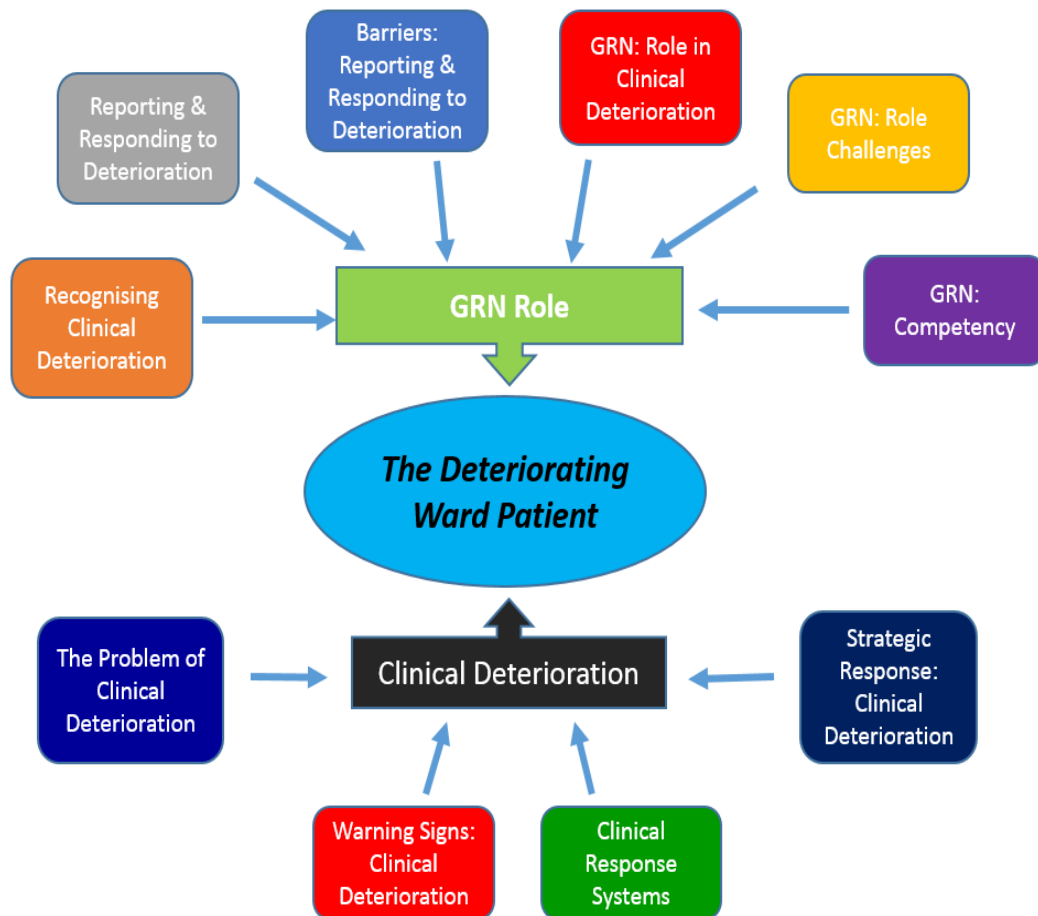 Barriers:
Reporting &
Responding to
Deterioration
GRN: Role in
Clinical
Deterioration
Reporting &
Responding to
Deterioration
GRN: Role
Challenges
Recognising
Clinical
Deterioration
GRN Role
GRN:
Competency
The Deteriorating
Ward Patient
The Problem of
Clinical
Deterioration
Clinical Deterioration
Strategic
Response:
Clinical
Deterioration
Warning Signs:
Clinical
Deterioration
Clinical
Response
Systems